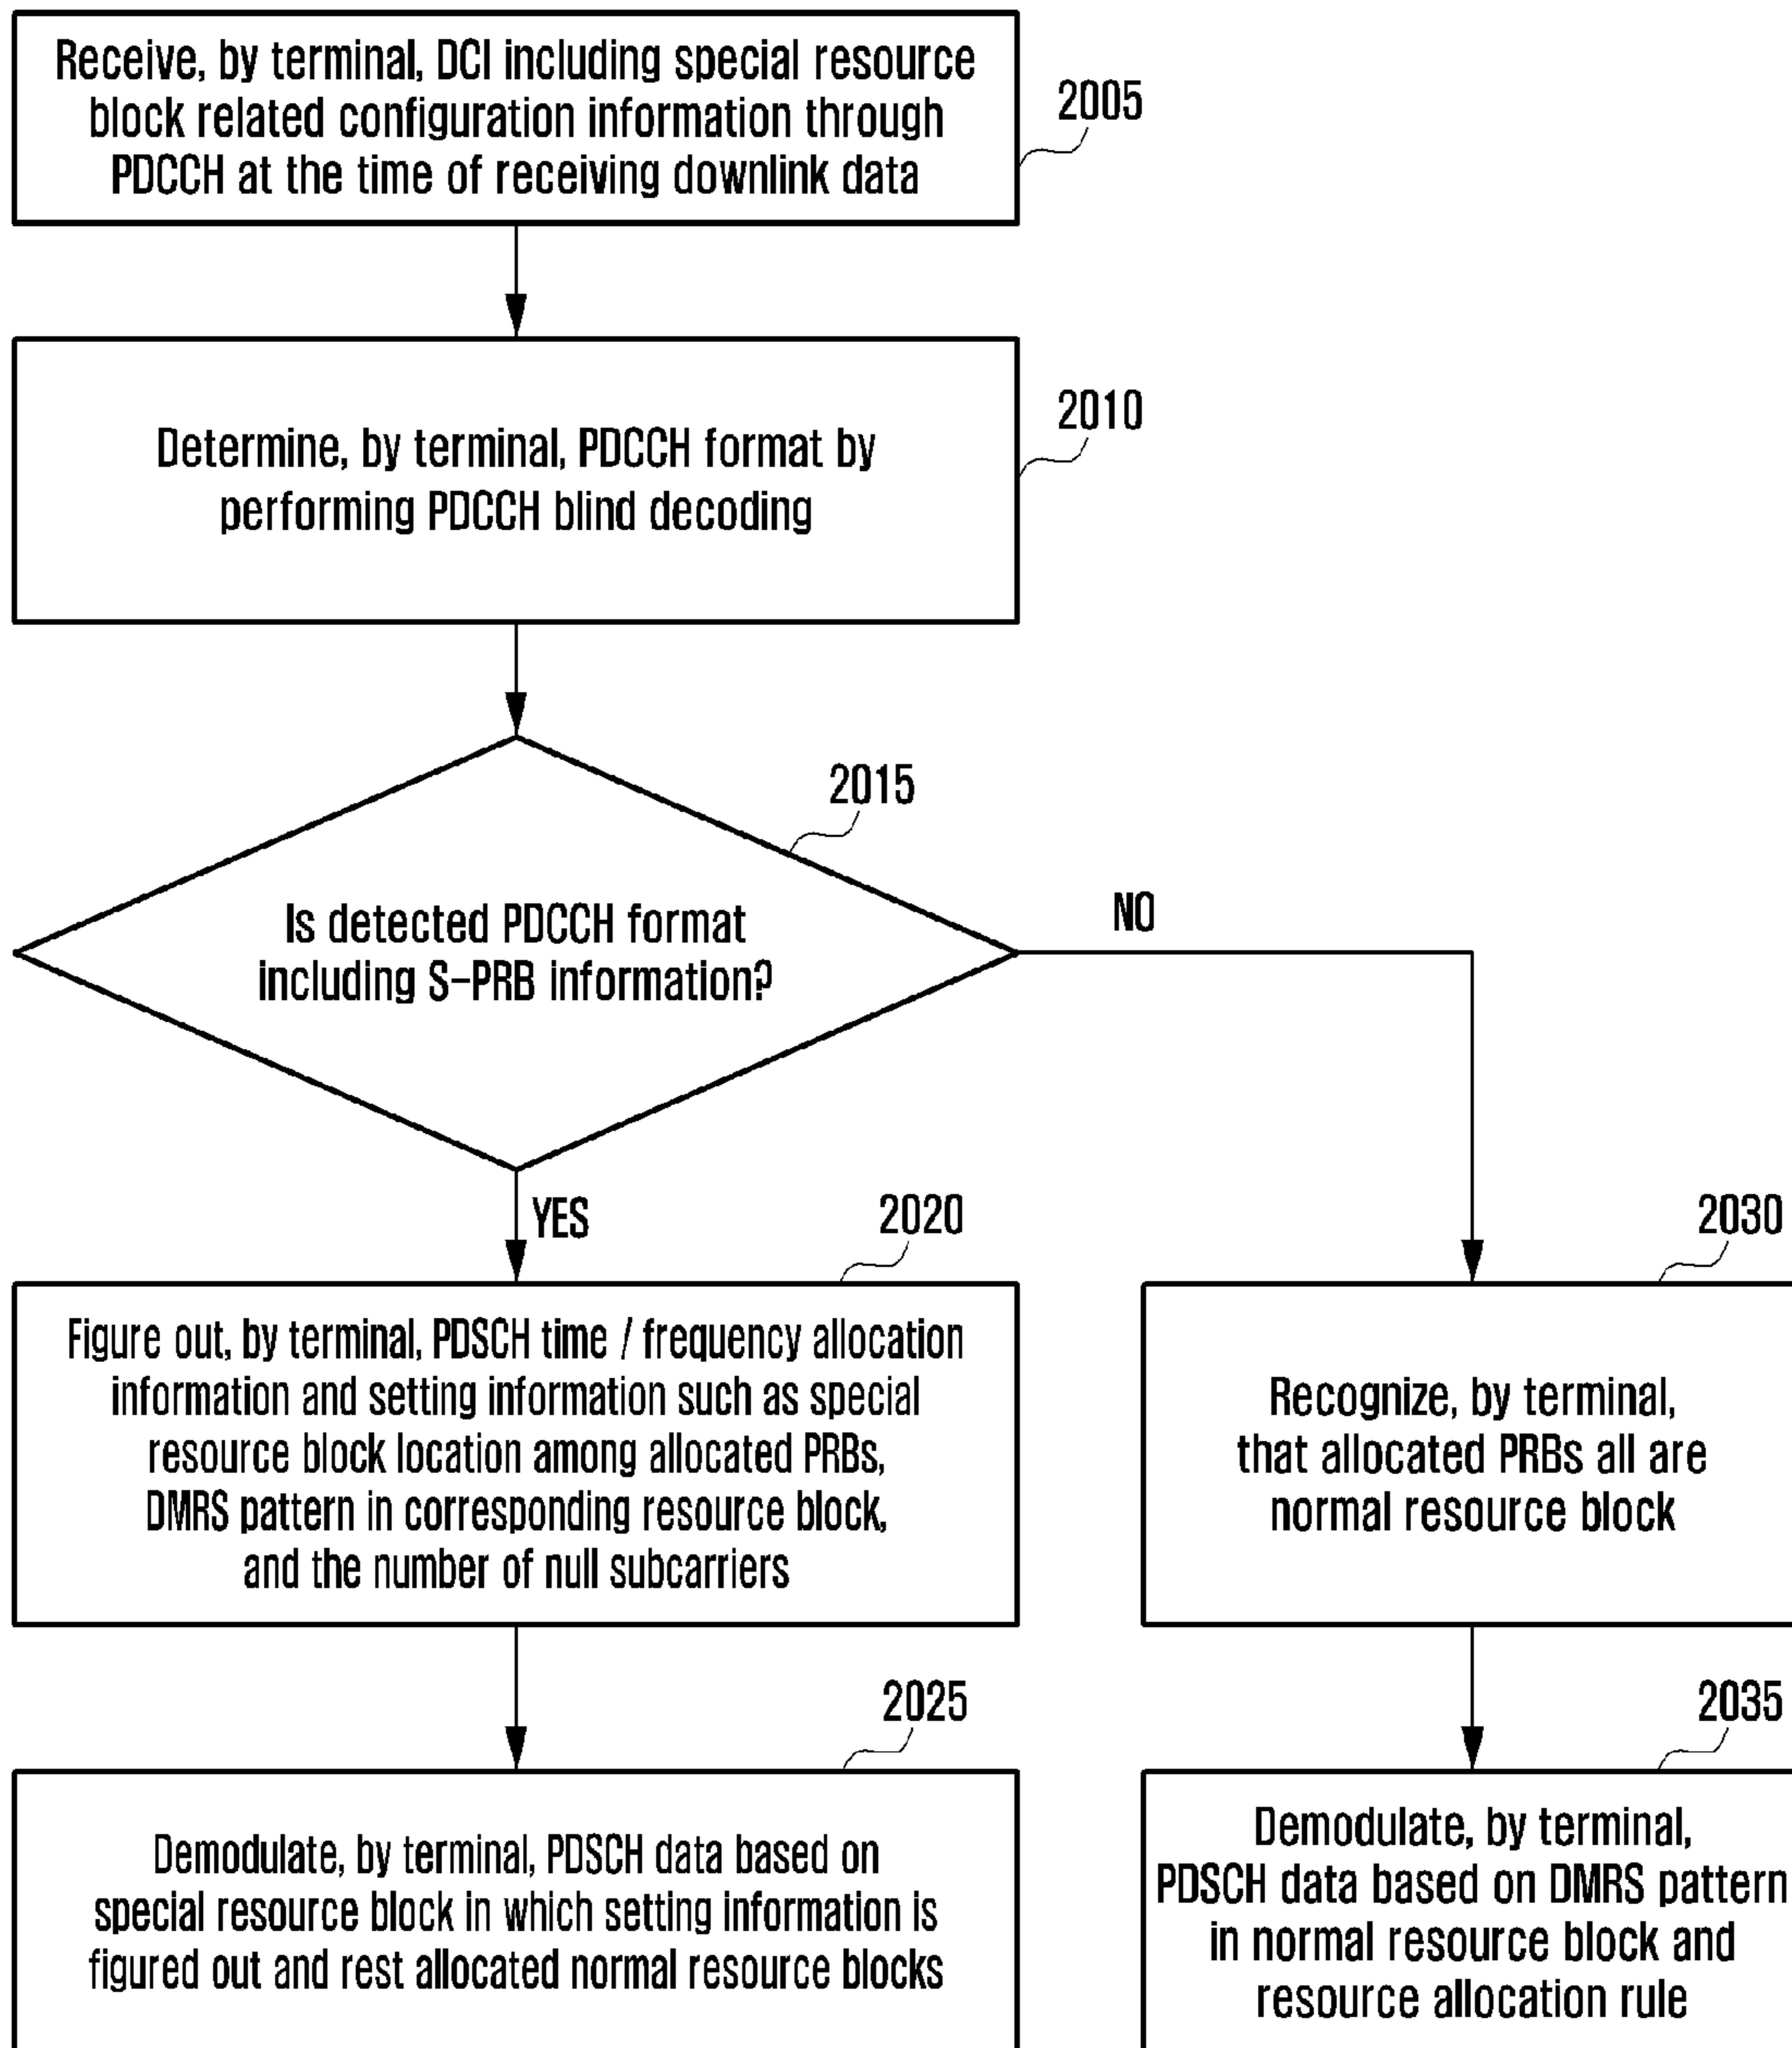 Receive, by terminal, DCI including special resource
block related configuration information through
PDCCH at the time of receiving downlink data
2005
Determine, by terminal, PDCCH format by
performing PDCCH blind decoding
2010
2015
Is detected PDCCH format
including S-PRB information?
NO
YES
2020
Figure out, by terminal, PDSCH time / frequency allocation
information and setting information such as special
resource block location among allocated PRBs,
DMRS pattern in corresponding resource block,
and the number of null subcarriers
2030
Recognize, by terminal,
that allocated PRBs all are
normal resource block
2025
Demodulate, by terminal, PDSCH data based on
special resource block in which setting information is
figured out and rest allocated normal resource blocks
2035
Demodulate, by terminal,
PDSCH data based on DMRS pattern
in normal resource block and
resource allocation rule